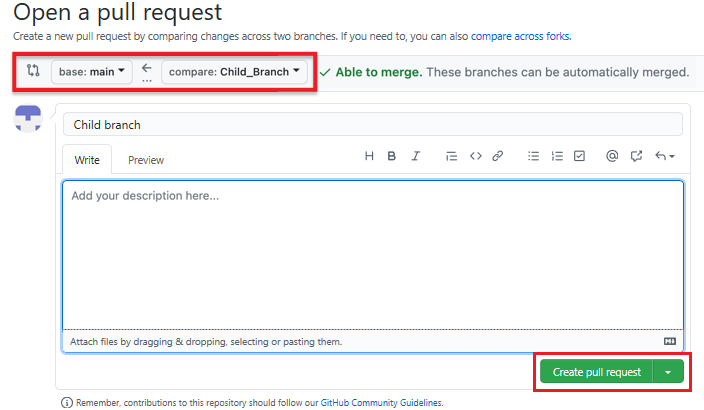 Open a pull request
Create a new pull request by comparing changes across two branches. If you need to, you can also compare across forks.
base: main ← ... compare: Child_Branch ✓ Able to merge. These branches can be automatically merged.
Child branch
Write Preview H B I @
Add your description here...
Attach files by dragging & dropping, selecting or pasting them.
Create pull request
Remember, contributions to this repository should follow our GitHub Community Guidelines.